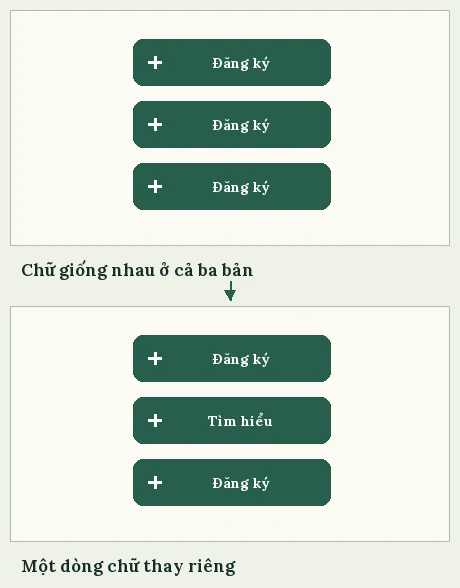 Đăng ký
Đăng ký
Đăng ký
Chữ giống nhau ở cả ba bản
Đăng ký
Tìm hiểu
Đăng ký
Một dòng chữ thay riêng